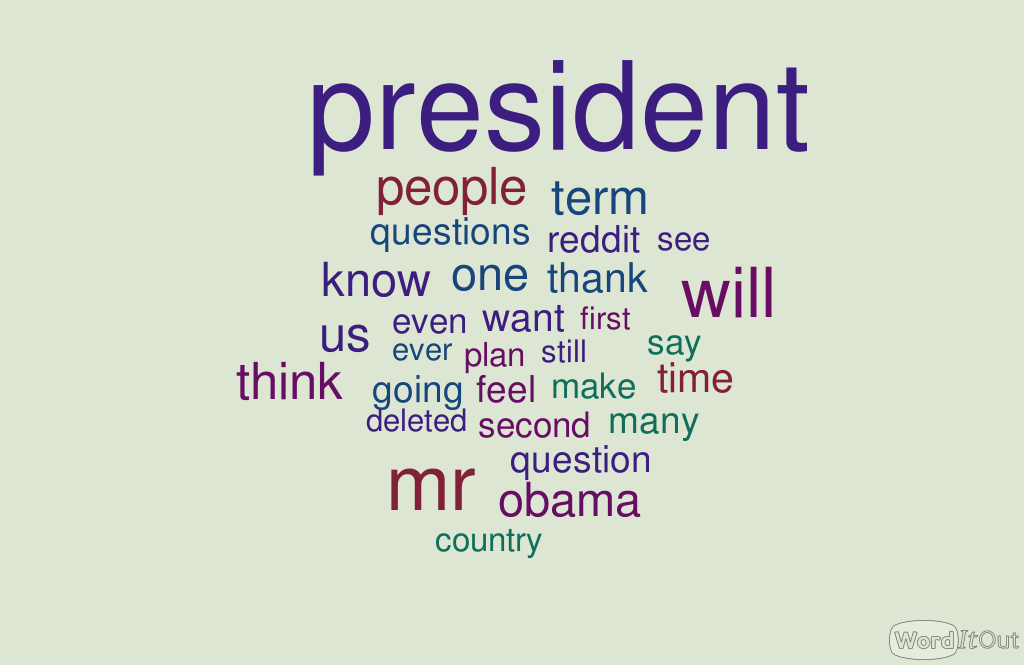 president
people term
questions reddit see
know one thank will
us even want first
ever plan still say
think going feel make time
deleted second many
mr question
obama
country
WordItOut